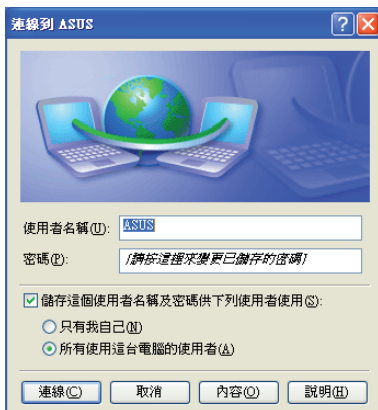 連線到 ASUS
使用者名稱(U):
ASUS
密碼(P):
[請按這裡來變更已儲存的密碼]
儲存這個使用者名稱及密碼供下列使用者使用(S):
只有我自己(N)
所有使用這台電腦的使用者(A)
連線(C)
取消
內容(O)
說明(H)